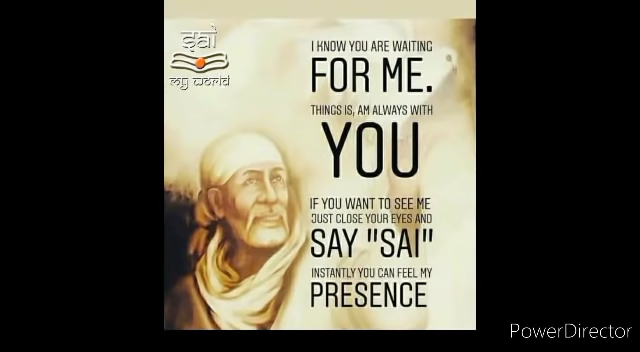 sai
my world
I KNOW YOU ARE WAITING
FOR ME.
THINGS IS, AM ALWAYS WITH
YOU
IF YOU WANT TO SEE ME
JUST CLOSE YOUR EYES AND
SAY "SAI"
INSTANTLY YOU CAN FEEL MY
PRESENCE
PowerDirector